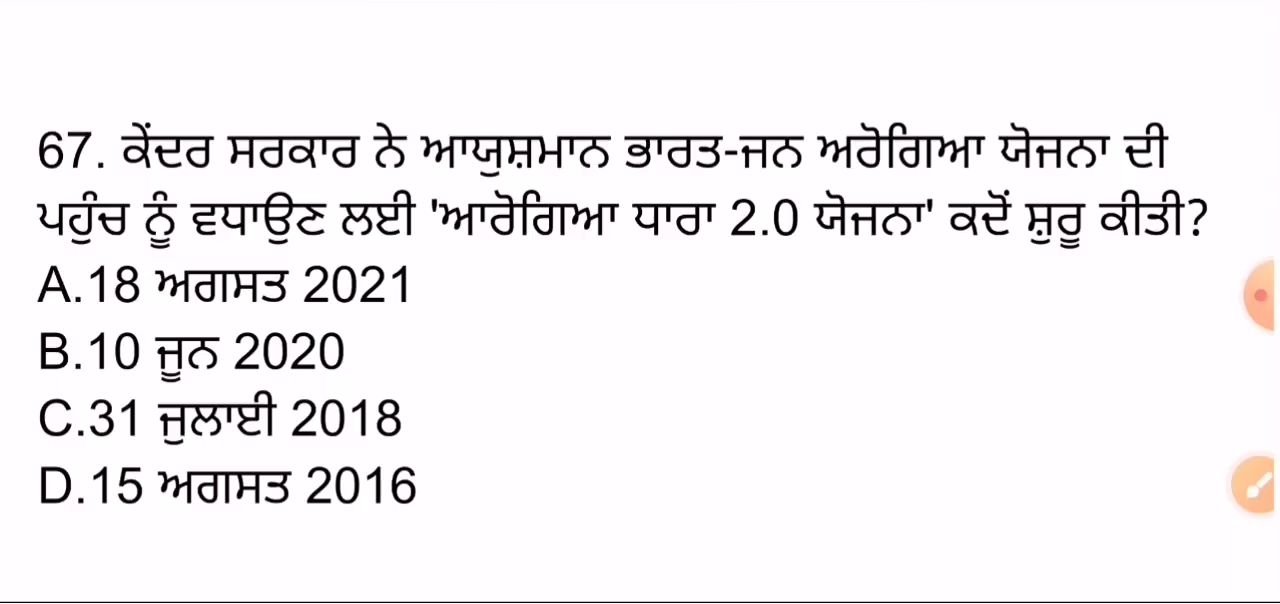 67. ਕੇਂਦਰ ਸਰਕਾਰ ਨੇ ਆਯੁਸ਼ਮਾਨ ਭਾਰਤ-ਜਨ ਅਰੋਗਿਆ ਯੋਜਨਾ ਦੀ
ਪਹੁੰਚ ਨੂੰ ਵਧਾਉਣ ਲਈ 'ਆਰੋਗਿਆ ਧਾਰਾ 2.0 ਯੋਜਨਾ' ਕਦੋਂ ਸ਼ੁਰੂ ਕੀਤੀ?
A.18 ਅਗਸਤ 2021
B.10 ਜੂਨ 2020
C.31 ਜੁਲਾਈ 2018
D.15 ਅਗਸਤ 2016